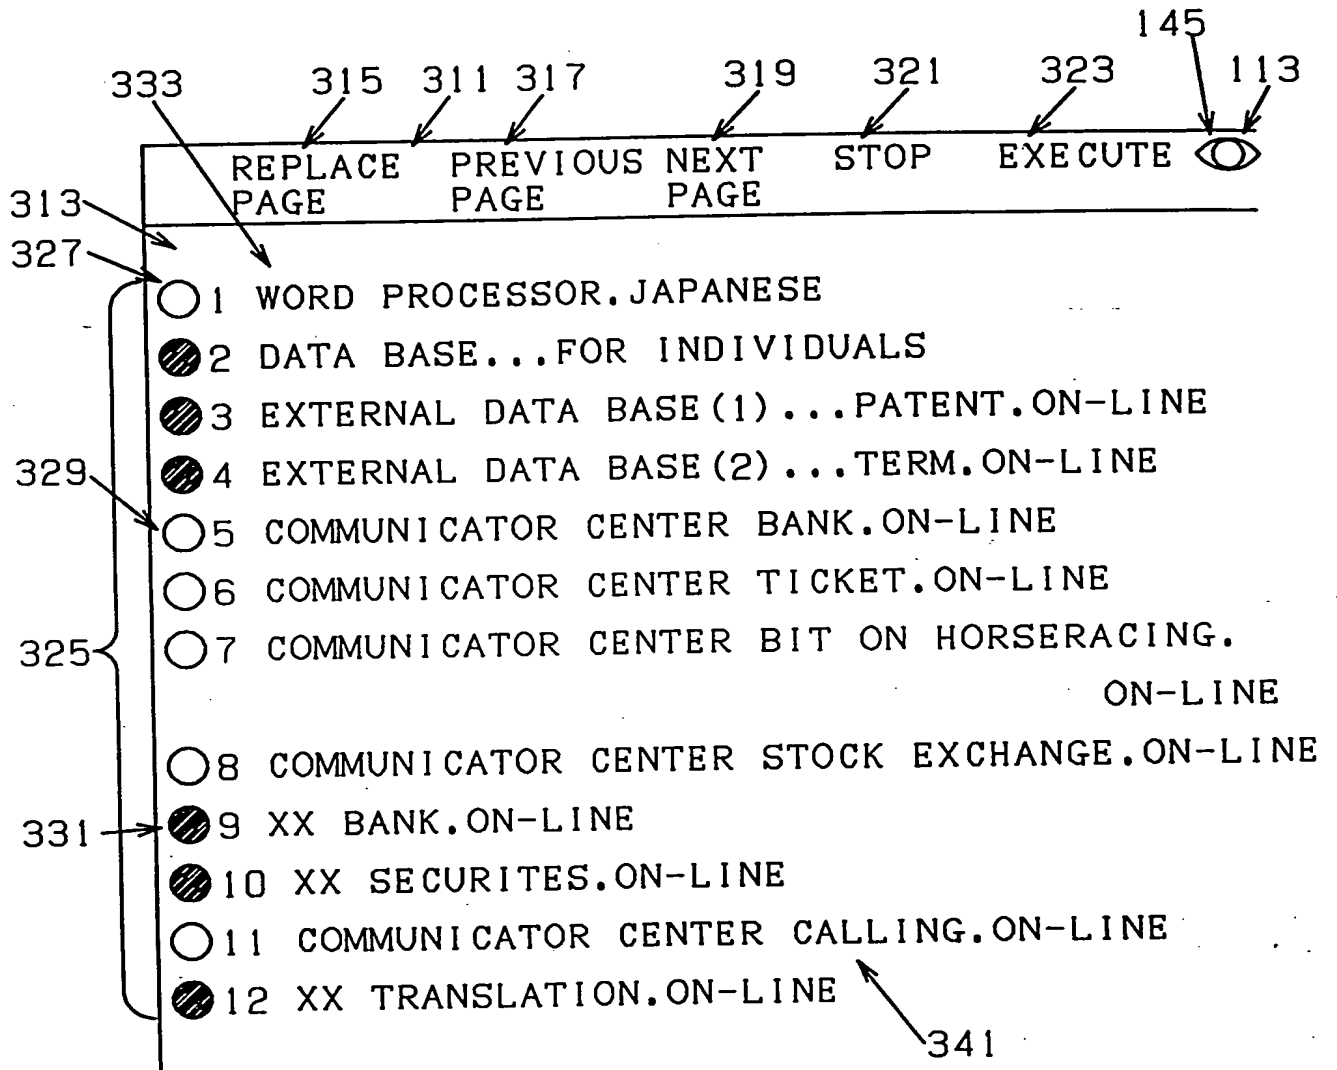 145
333 315 311 317 319 321 323 113
REPLACE PREVIOUS NEXT STOP EXECUTE
PAGE PAGE PAGE
313
327
1 WORD PROCESSOR.JAPANESE
2 DATA BASE...FOR INDIVIDUALS
3 EXTERNAL DATA BASE(1)...PATENT.ON-LINE
329
4 EXTERNAL DATA BASE(2)...TERM.ON-LINE
5 COMMUNICATOR CENTER BANK.ON-LINE
6 COMMUNICATOR CENTER TICKET.ON-LINE
325
7 COMMUNICATOR CENTER BIT ON HORSERACING.
ON-LINE
8 COMMUNICATOR CENTER STOCK EXCHANGE.ON-LINE
331
9 XX BANK.ON-LINE
10 XX SECURITES.ON-LINE
11 COMMUNICATOR CENTER CALLING.ON-LINE
12 XX TRANSLATION.ON-LINE
341